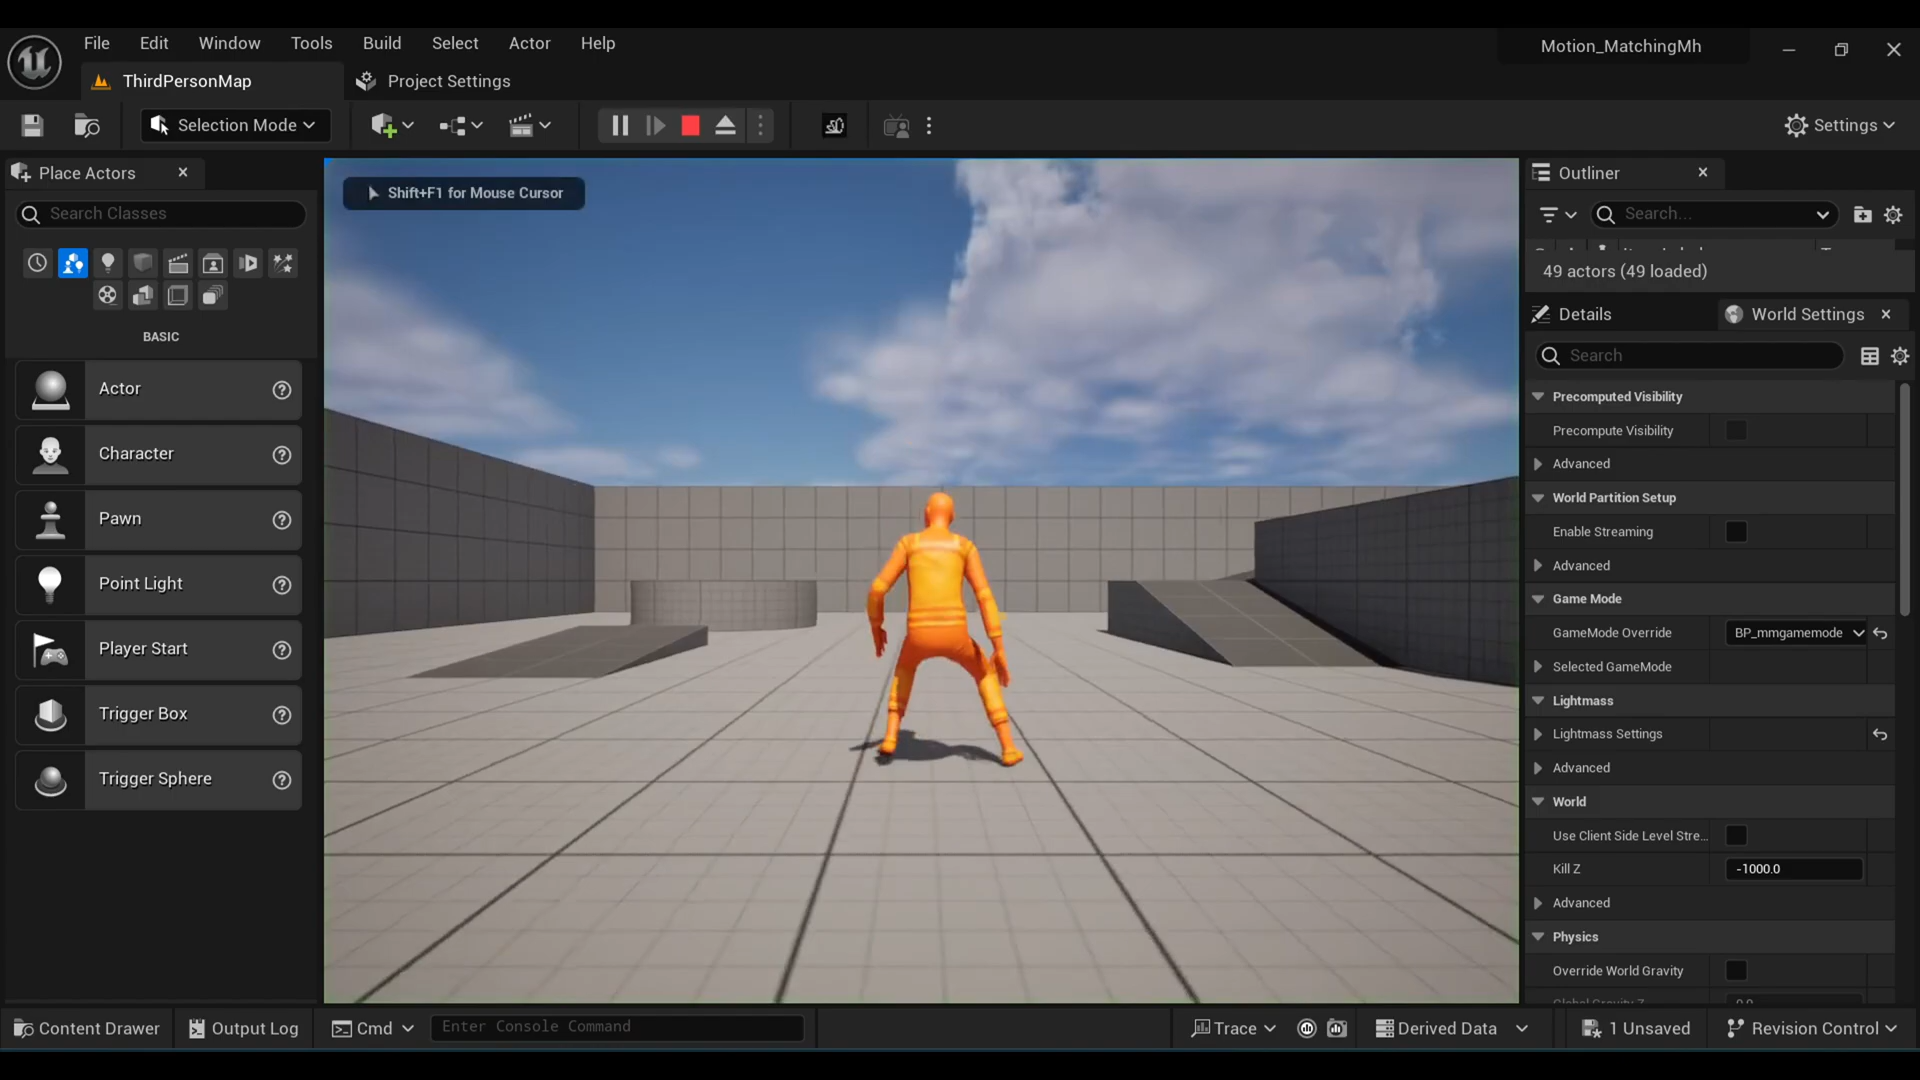 File Edit Window Tools Build Select Actor Help
Motion_MatchingMh
ThirdPersonMap
Project Settings
Selection Mode
Settings
Place Actors
Search Classes
BASIC
Actor
Character
Pawn
Point Light
Player Start
Trigger Box
Trigger Sphere
Shift+F1 for Mouse Cursor
Outliner
Search...
49 actors (49 loaded)
Details
World Settings
Search
Precomputed Visibility
Precompute Visibility
Advanced
World Partition Setup
Enable Streaming
Advanced
Game Mode
GameMode Override BP_mmgamemode
Selected GameMode
Lightmass
Lightmass Settings
Advanced
World
Use Client Side Level Stre...
Kill Z -1000.0
Advanced
Physics
Override World Gravity
Content Drawer Output Log Cmd Enter Console Command Trace Derived Data 1 Unsaved Revision Control